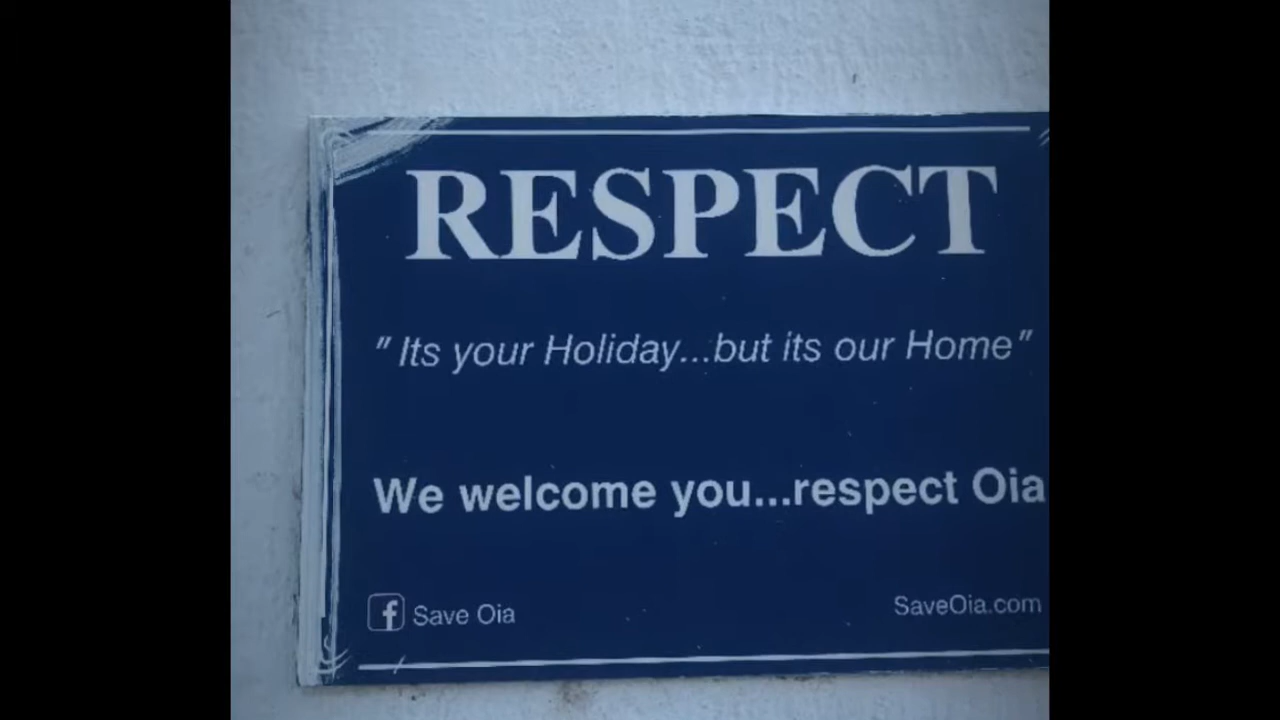 RESPECT
"Its your Holiday...but its our Home"
We welcome you...respect Oia
Save Oia
SaveOia.com